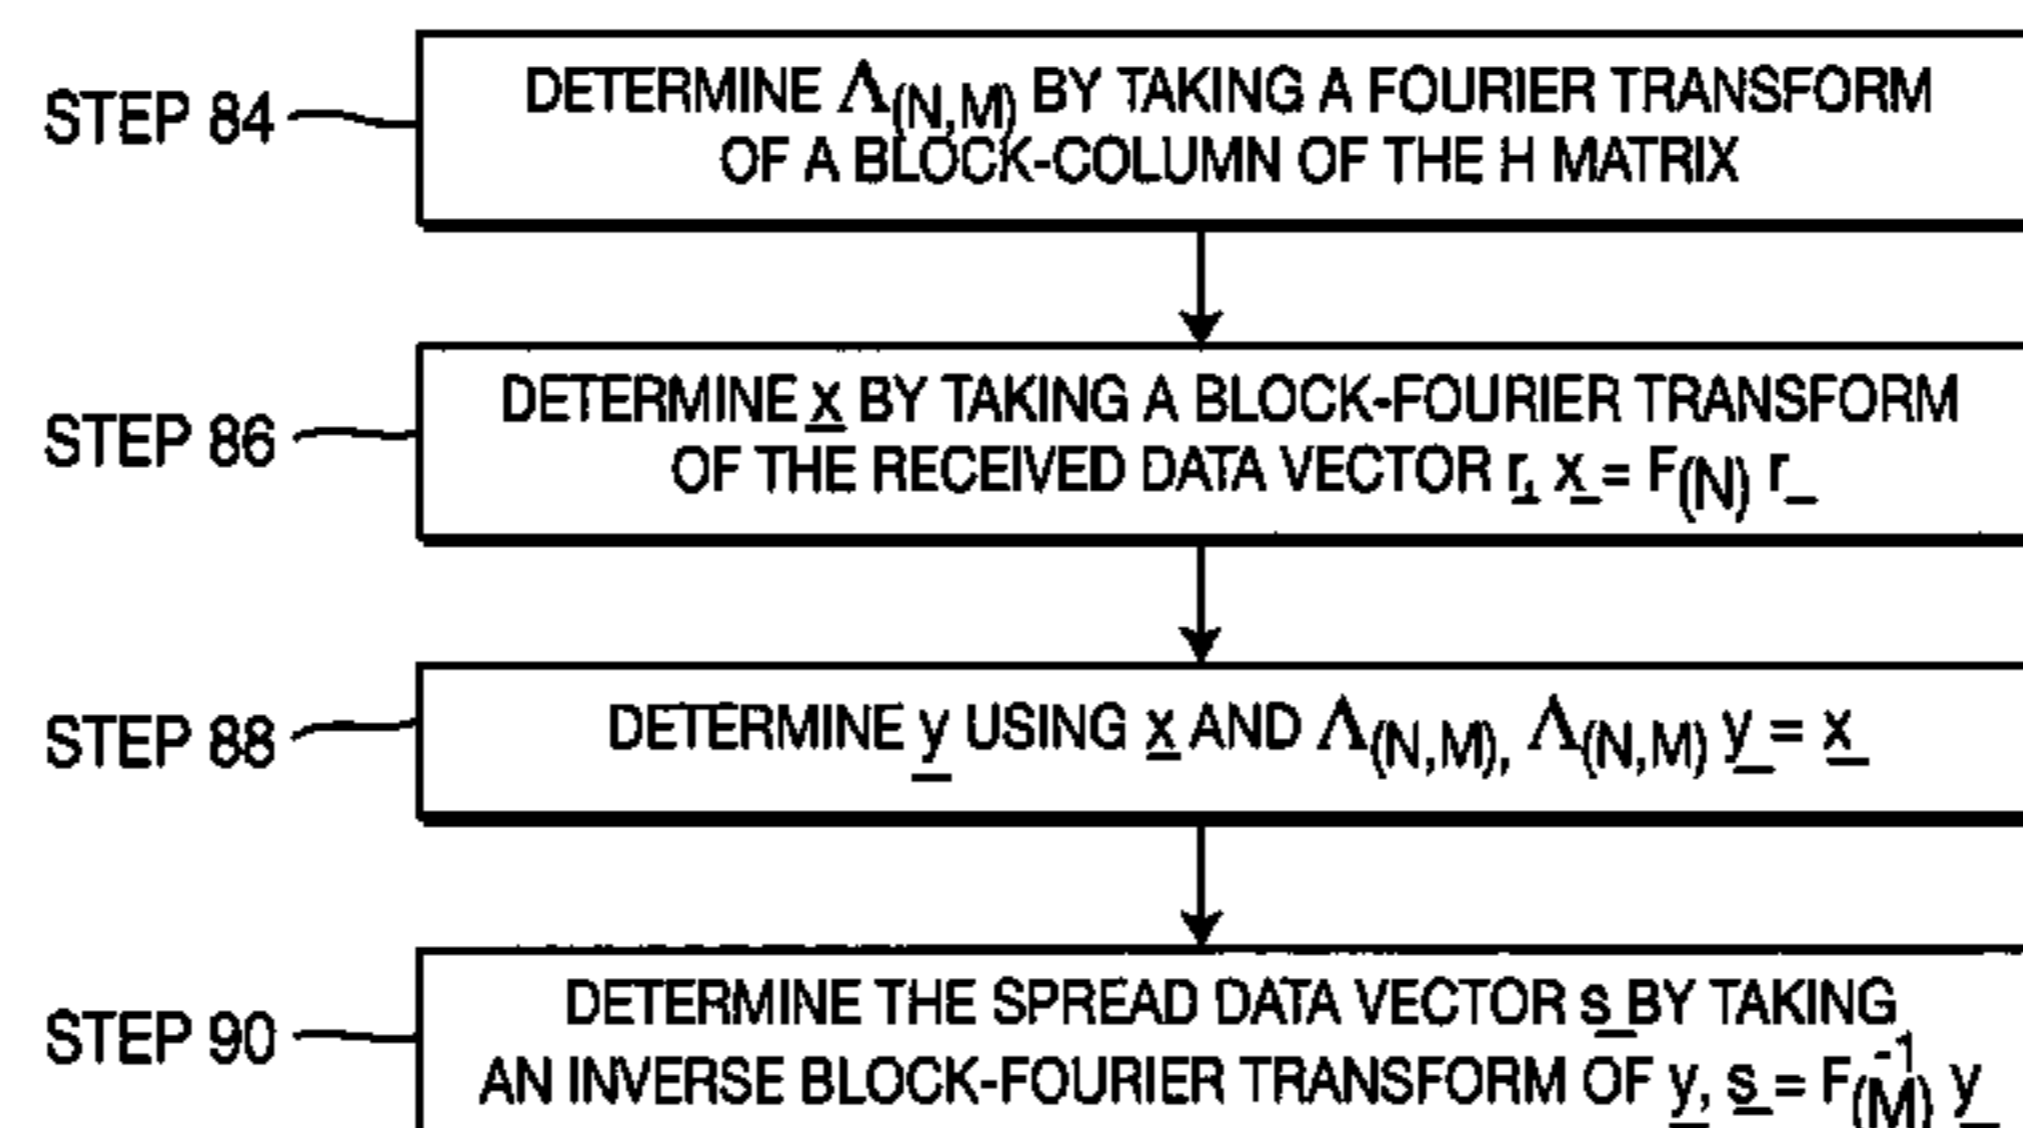 STEP 84
DETERMINE Λ(N,M) BY TAKING A FOURIER TRANSFORM
OF A BLOCK-COLUMN OF THE H MATRIX
STEP 86
DETERMINE x BY TAKING A BLOCK-FOURIER TRANSFORM
OF THE RECEIVED DATA VECTOR r, x = F(N) r
STEP 88
DETERMINE y USING x AND Λ(N,M), Λ(N,M) y = x
STEP 90
DETERMINE THE SPREAD DATA VECTOR s BY TAKING
AN INVERSE BLOCK-FOURIER TRANSFORM OF y, s = F(M)-1 y